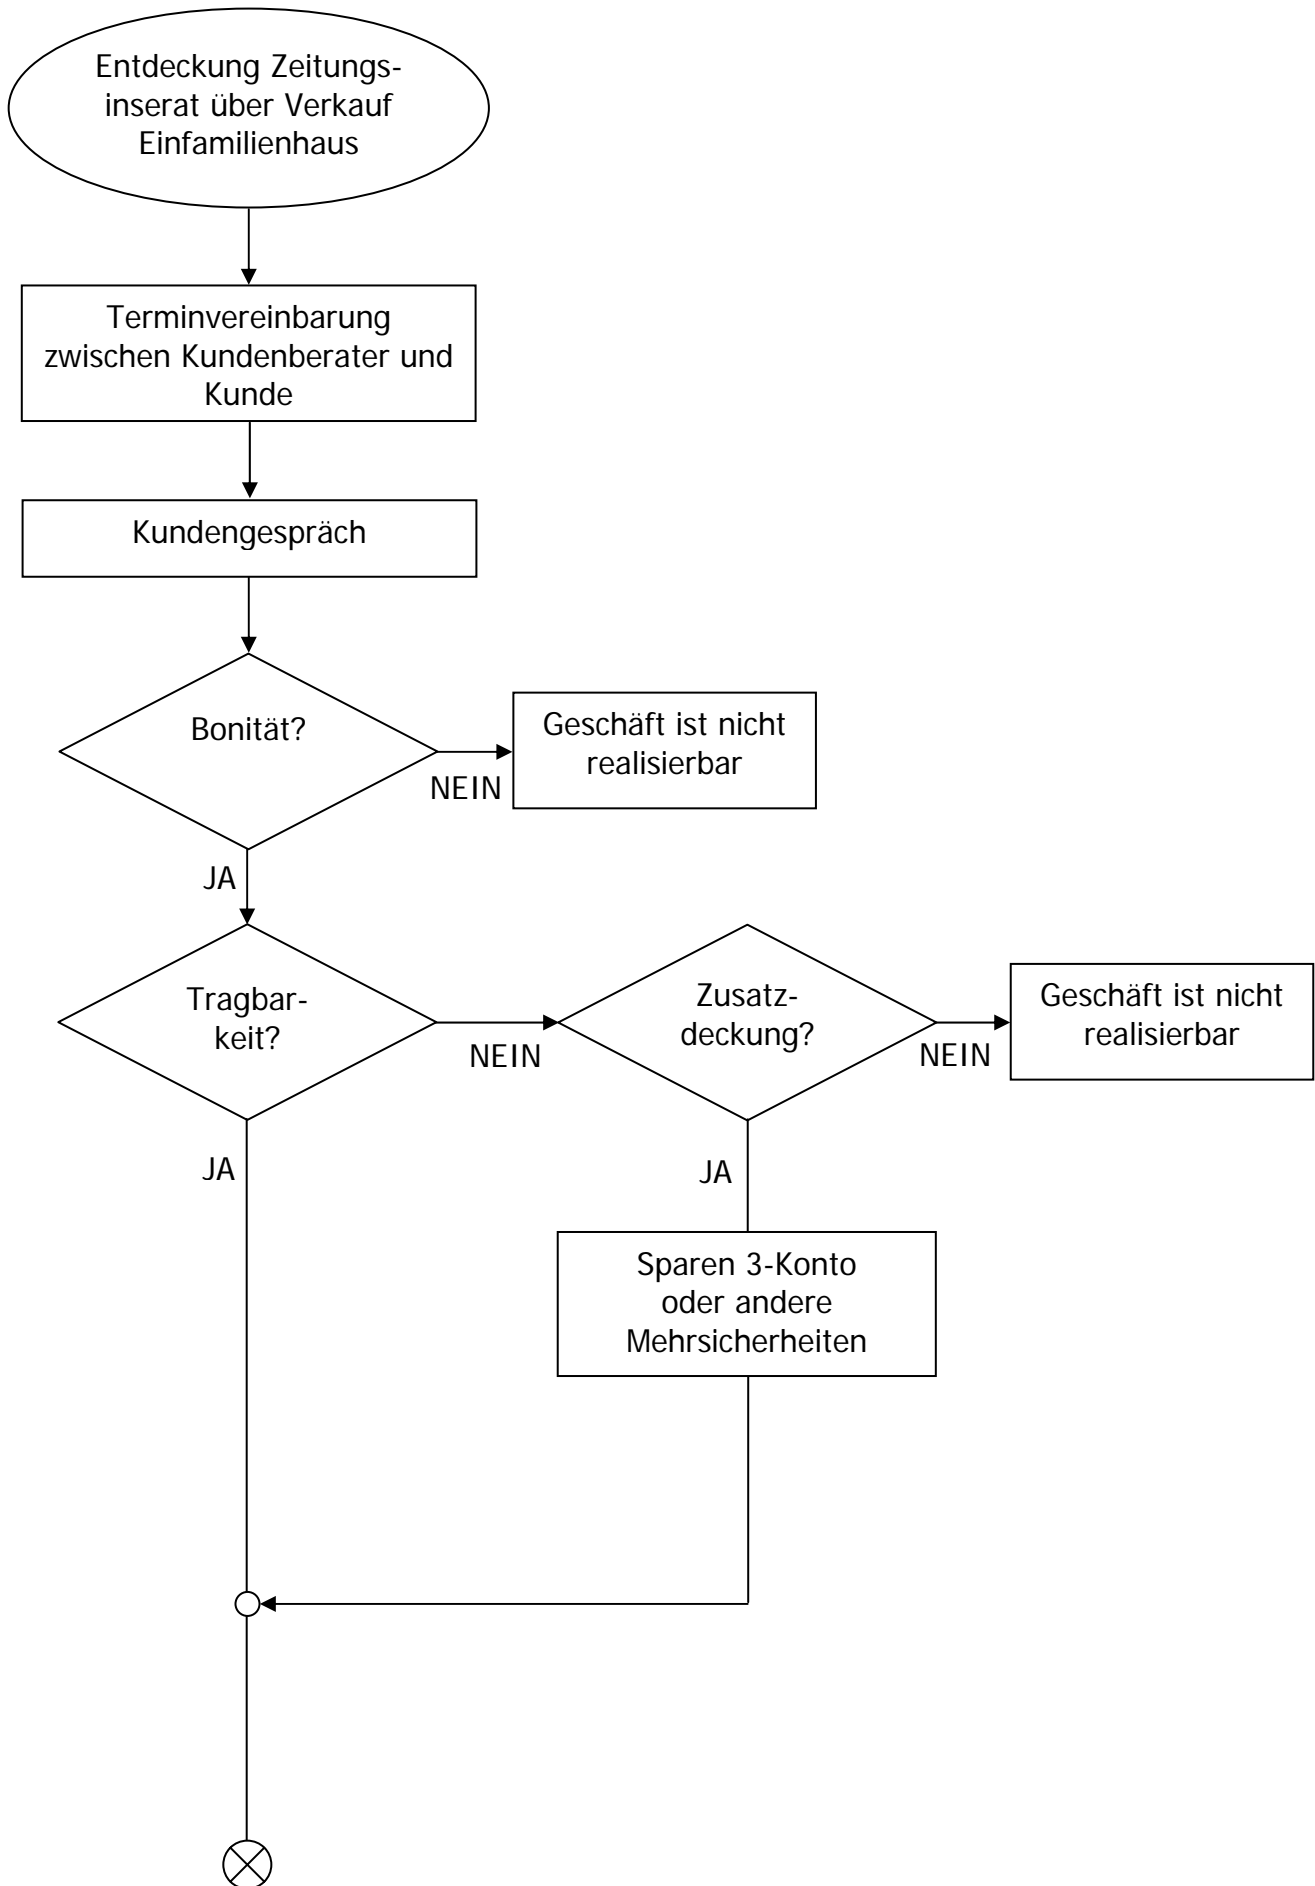 Entdeckung Zeitungs-
inserat über Verkauf
Einfamilienhaus
Terminvereinbarung
zwischen Kundenberater und
Kunde
Kundengespräch
Bonität?
NEIN
Geschäft ist nicht
realisierbar
JA
Tragbar-
keit?
NEIN
Zusatz-
deckung?
NEIN
Geschäft ist nicht
realisierbar
JA
JA
Sparen 3-Konto
oder andere
Mehrsicherheiten